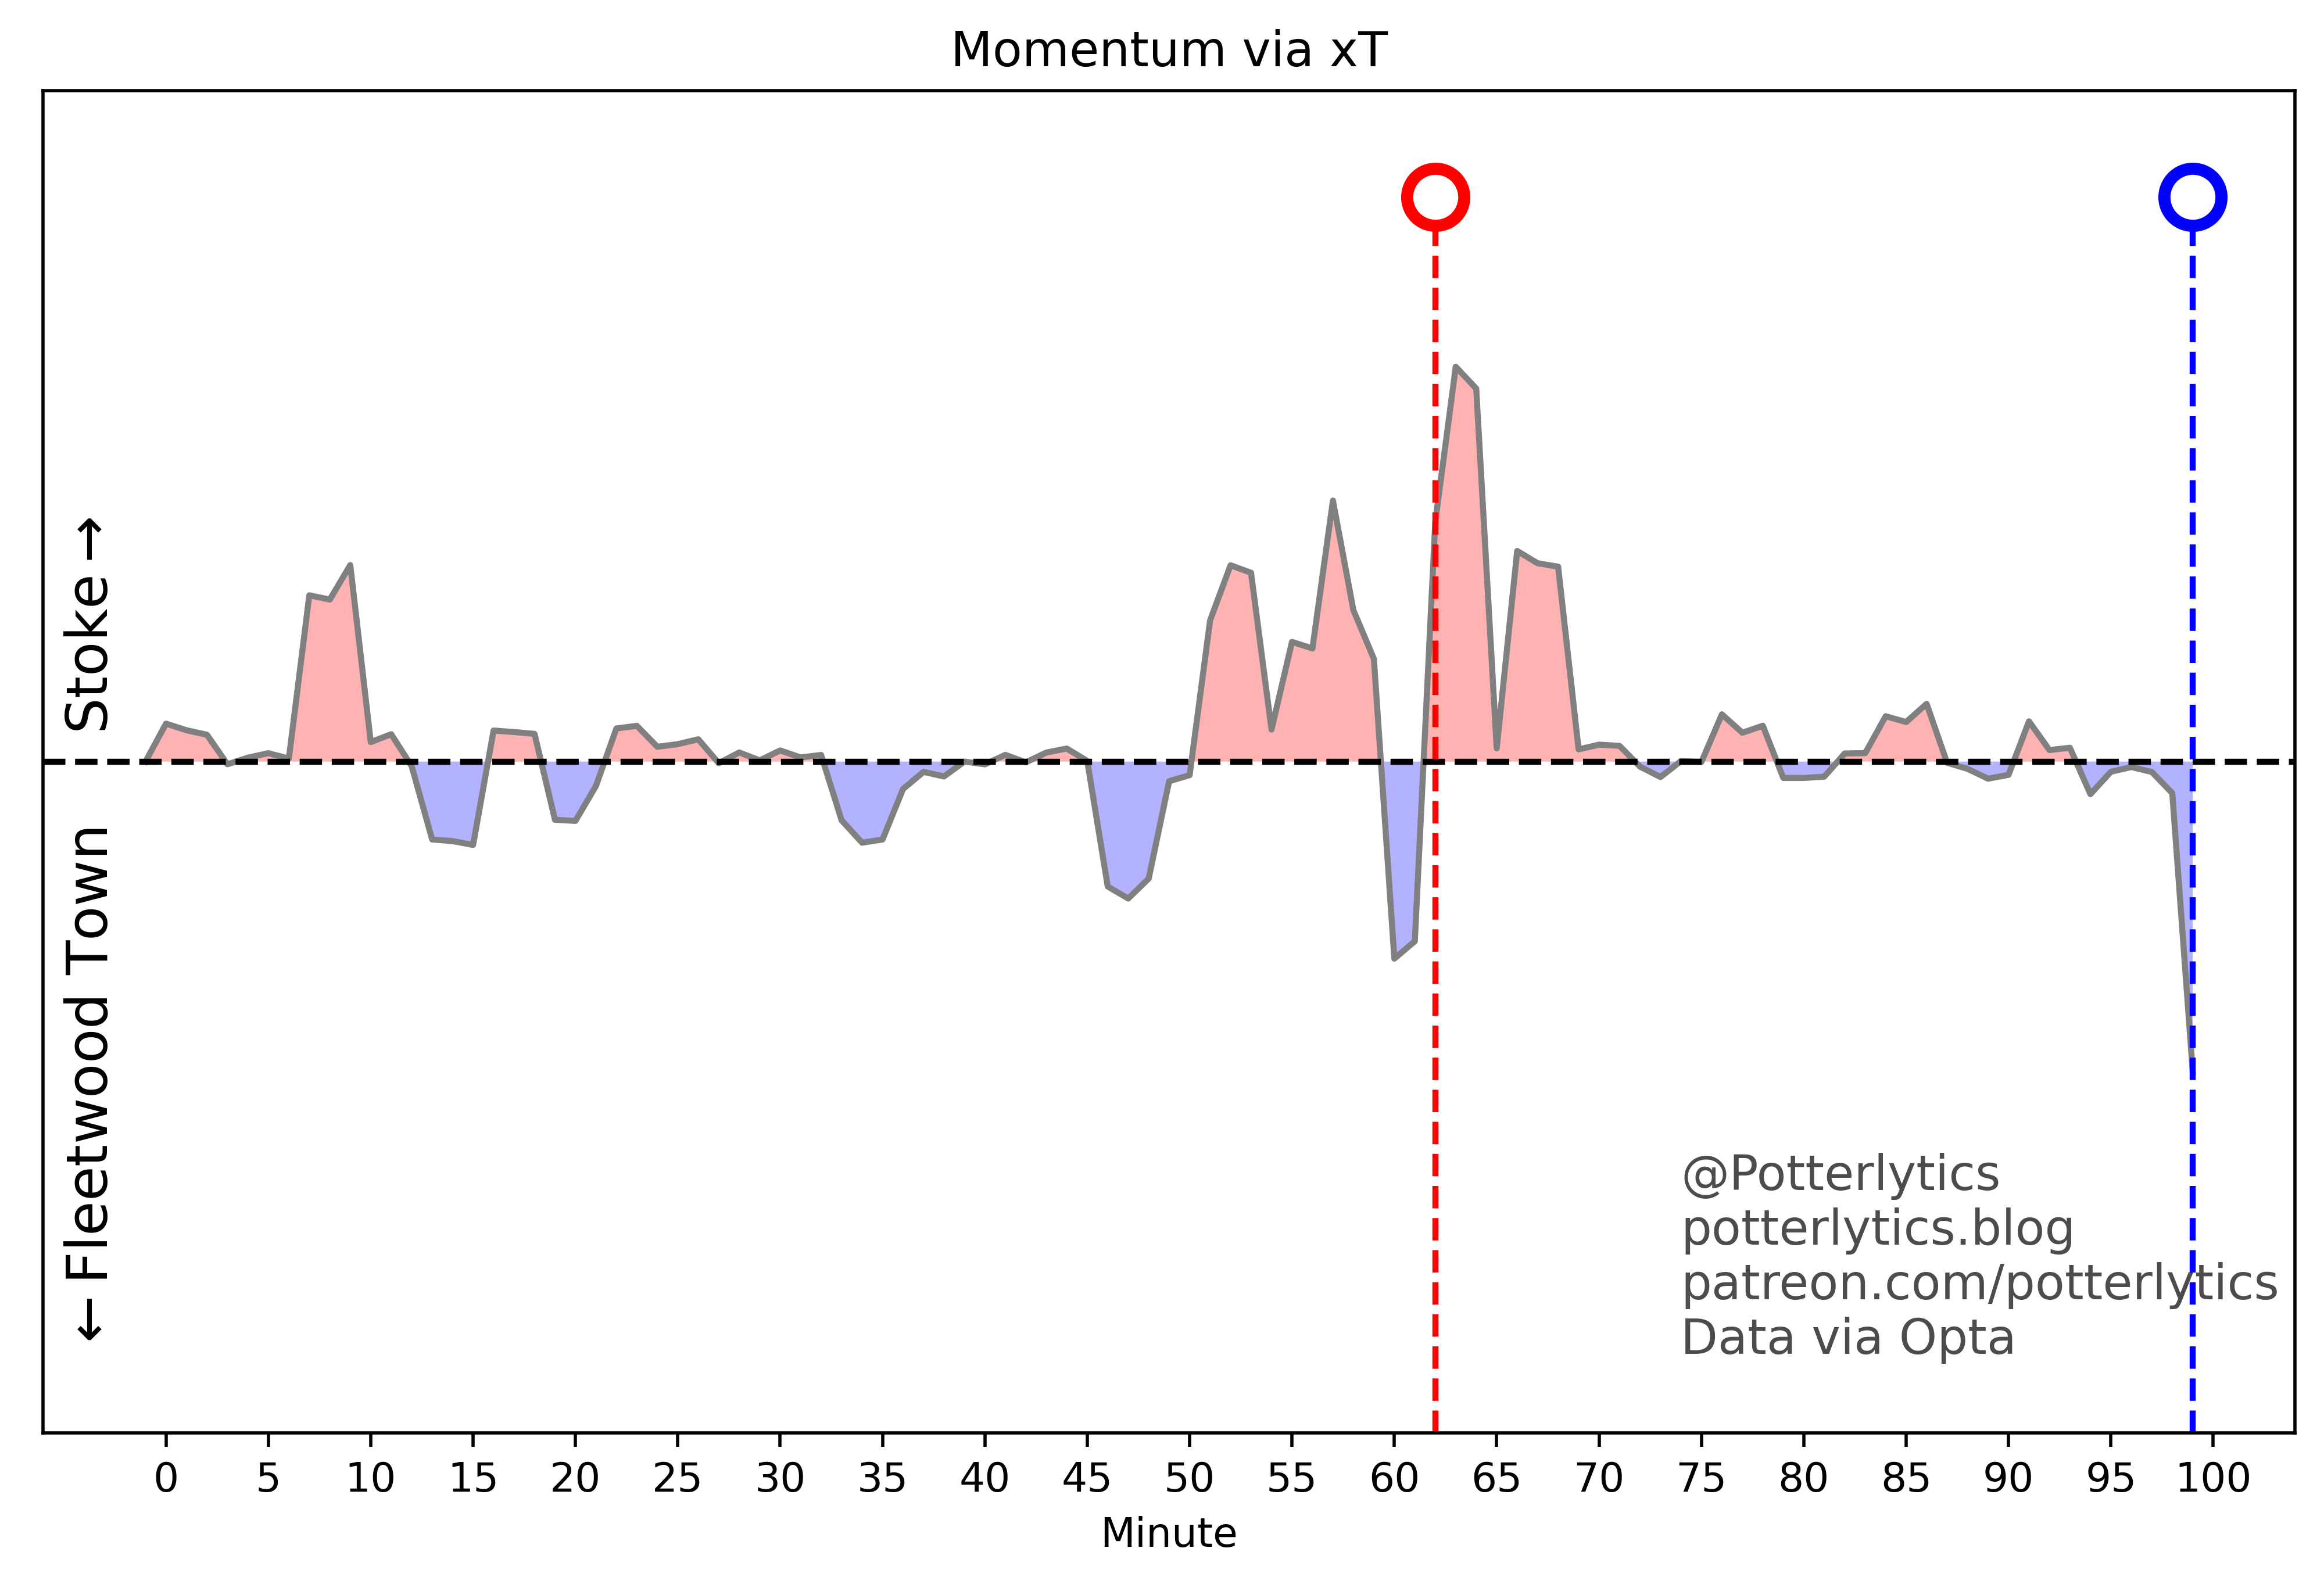 Momentum via xT
Stoke →
← Fleetwood Town
@Potterlytics
potterlytics.blog
patreon.com/potterlytics
Data via Opta
0 5 10 15 20 25 30 35 40 45 50 55 60 65 70 75 80 85 90 95 100
Minute